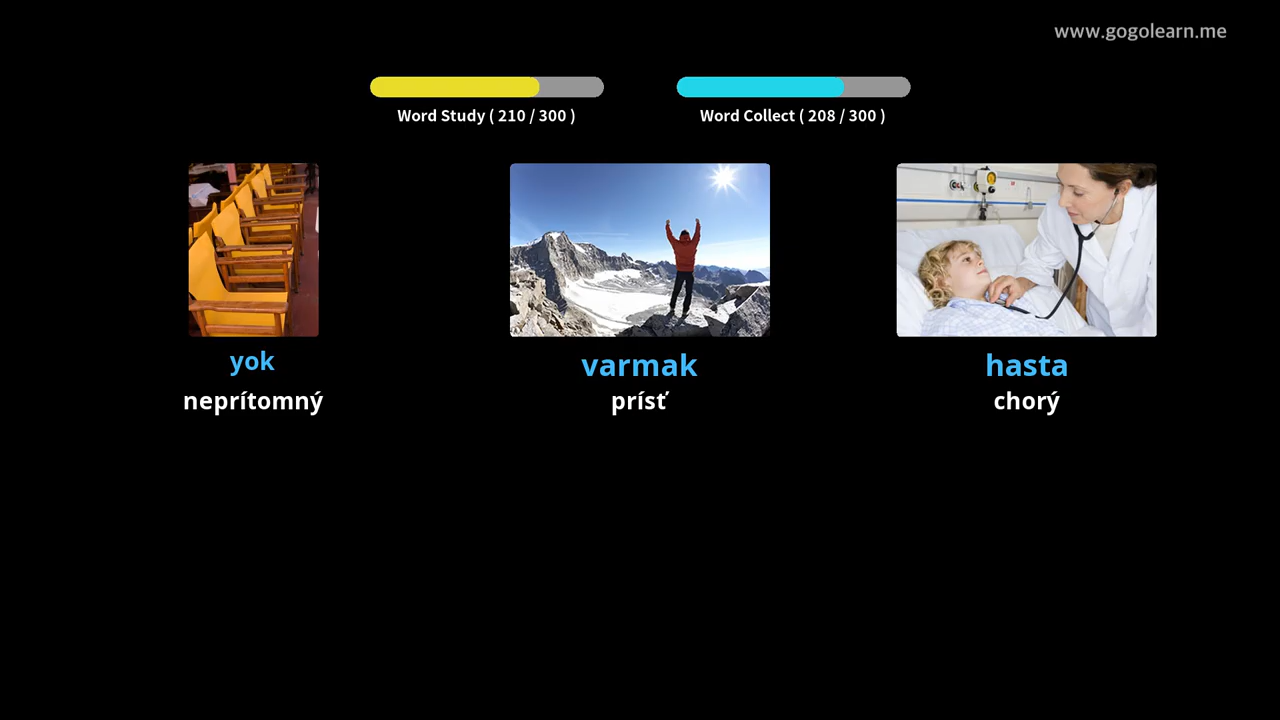 www.gogolearn.me
Word Study ( 210 / 300 )
Word Collect ( 208 / 300 )
yok
neprítomný
varmak
prísť
hasta
chorý